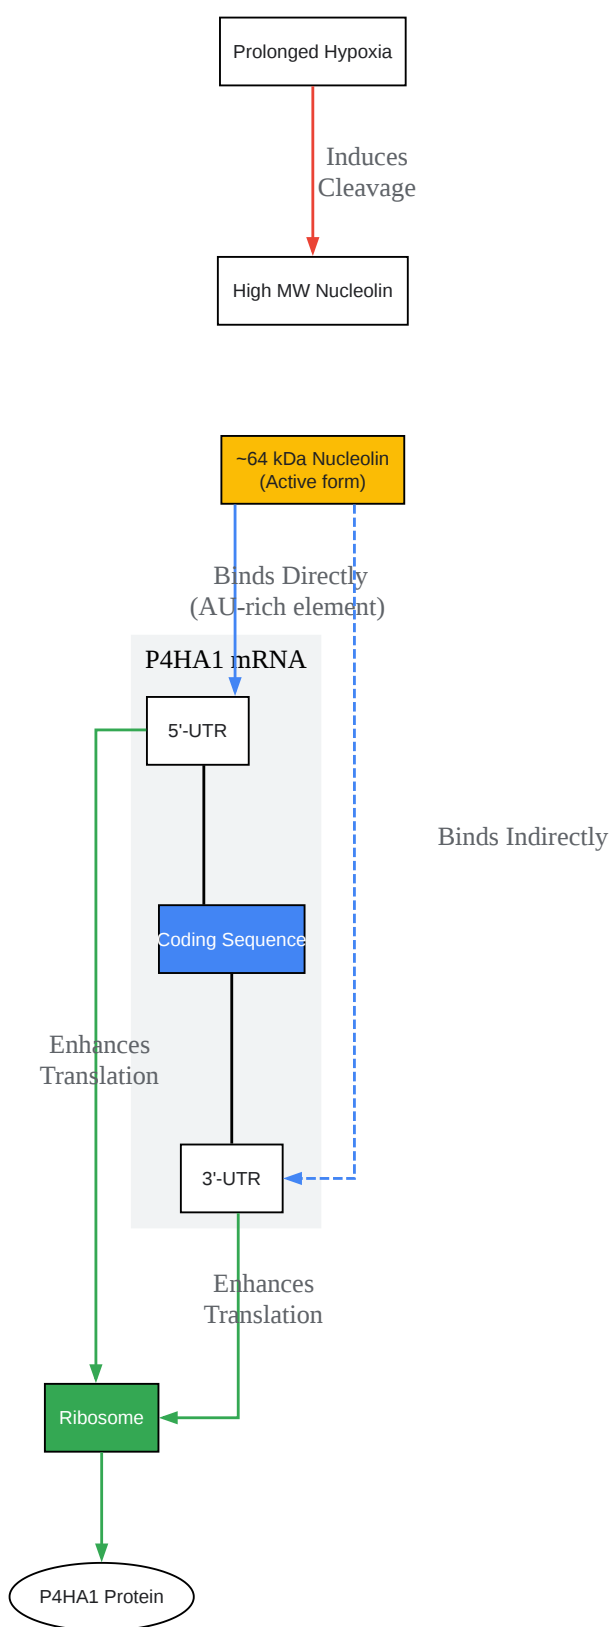 Prolonged Hypoxia
Induces
Cleavage
High MW Nucleolin
~64 kDa Nucleolin
(Active form)
Binds Directly
(AU-rich element)
P4HA1 mRNA
5'-UTR
Binds Indirectly
Coding Sequence
Enhances
Translation
3'-UTR
Enhances
Translation
Ribosome
P4HA1 Protein